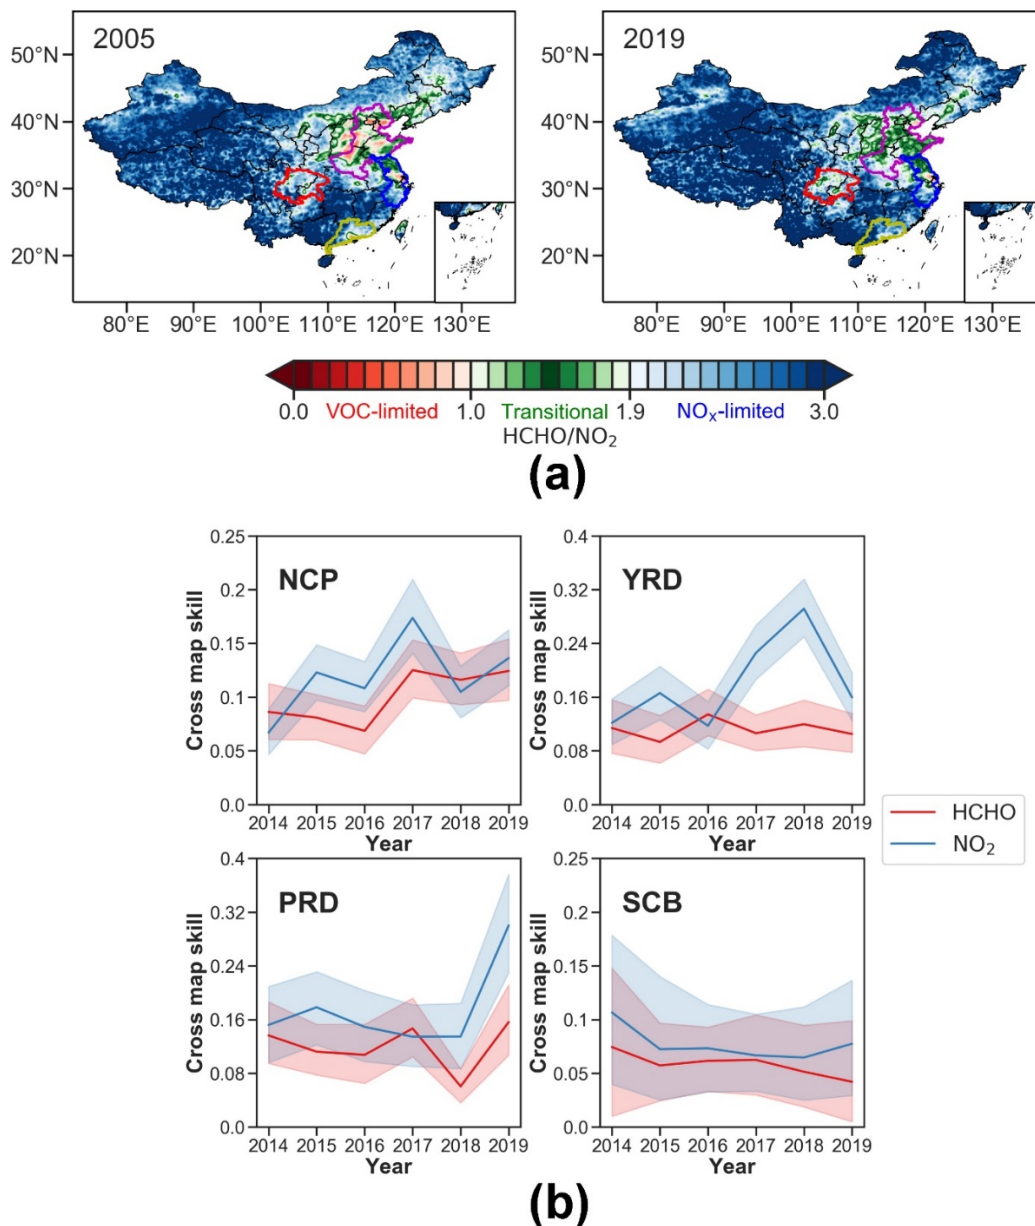 2005
2019
50°N
40°N
30°N
20°N
50°N
40°N
30°N
20°N
80°E 90°E 100°E 110°E 120°E 130°E
80°E 90°E 100°E 110°E 120°E 130°E
0.0 VOC-limited 1.0 Transitional 1.9 NOₓ-limited 3.0
HCHO/NO₂
(a)
NCP
Cross map skill
0.25
0.2
0.15
0.1
0.05
0.0
2014 2015 2016 2017 2018 2019
Year
YRD
Cross map skill
0.4
0.32
0.24
0.16
0.08
0.0
2014 2015 2016 2017 2018 2019
Year
HCHO
NO₂
PRD
Cross map skill
0.4
0.32
0.24
0.16
0.08
0.0
2014 2015 2016 2017 2018 2019
Year
SCB
Cross map skill
0.25
0.2
0.15
0.1
0.05
0.0
2014 2015 2016 2017 2018 2019
Year
(b)